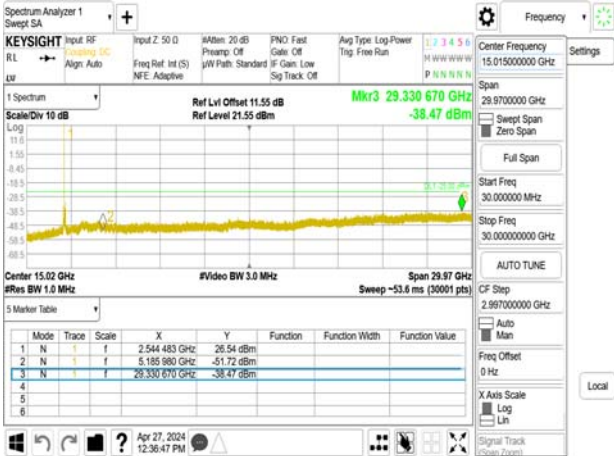 Spectrum Analyzer 1
Swept SA
KEYSIGHT
RL
Input: RF
Coupling: DC
Align: Auto
Input Z: 50 Ω
Freq Ref: Int (S)
NFE: Adaptive
#Atten: 20 dB
Preamp: Off
µW Path: Standard
PNO: Fast
Gate: Off
IF Gain: Low
Sig Track: Off
Avg Type: Log-Power
Trig: Free Run
1 2 3 4 5 6
M W W W W W
P N N N N N
1 Spectrum
Scale/Div 10 dB
Ref Lvl Offset 11.55 dB
Ref Level 21.55 dBm
Mkr3 29.330 670 GHz
-38.47 dBm
Log
11.6
1.55
-8.45
-18.5
-28.5
-38.5
-48.5
-58.5
-68.5
1
2
3
Center 15.02 GHz
#Video BW 3.0 MHz
Span 29.97 GHz
#Res BW 1.0 MHz
Sweep ~53.6 ms (30001 pts)
5 Marker Table
Mode Trace Scale X Y Function Function Width Function Value
1 N 1 f 2.544 483 GHz 26.54 dBm
2 N 1 f 5.185 980 GHz -51.72 dBm
3 N 1 f 29.330 670 GHz -38.47 dBm
4
5
6
Apr 27, 2024
12:36:47 PM
Frequency
Settings
Center Frequency
15.015000000 GHz
Span
29.9700000 GHz
Swept Span
Zero Span
Full Span
Start Freq
30.000000 MHz
Stop Freq
30.000000000 GHz
AUTO TUNE
CF Step
2.997000000 GHz
Auto
Man
Freq Offset
0 Hz
X Axis Scale
Log
Lin
Signal Track
(Span Zoom)
Local